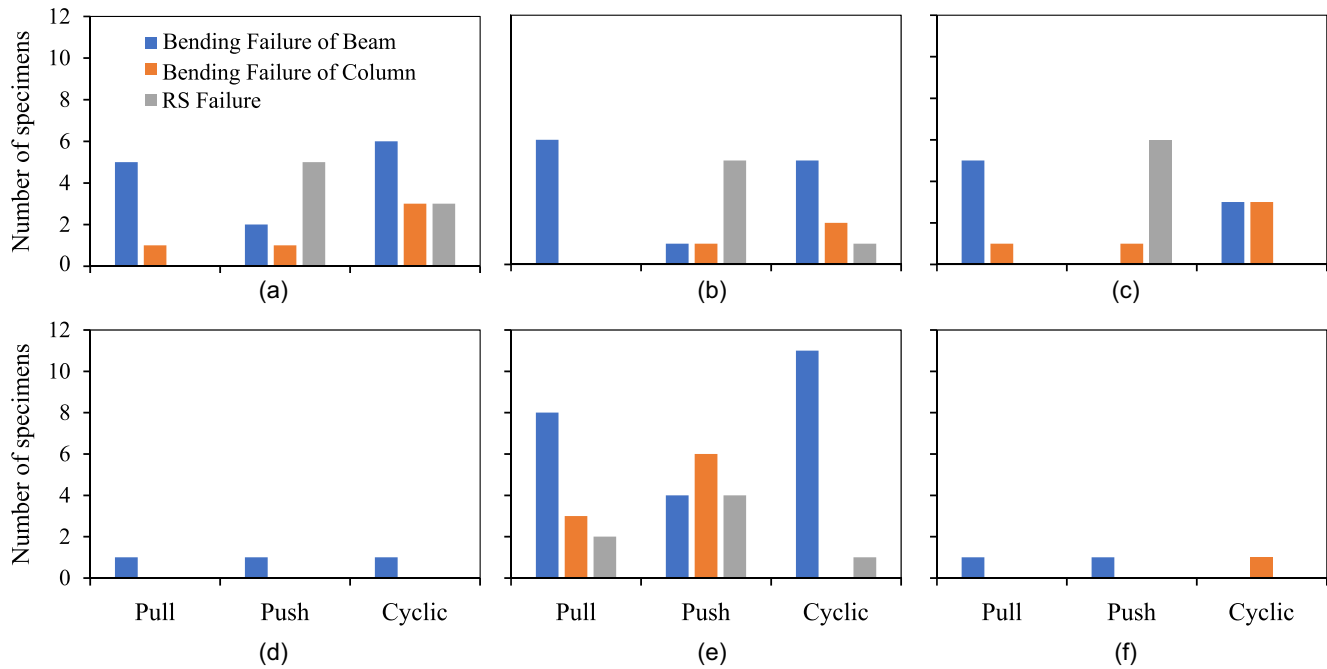 12
10
8
6
4
2
0
Number of specimens
Bending Failure of Beam
Bending Failure of Column
RS Failure
(a)
(b)
(c)
12
10
8
6
4
2
0
Number of specimens
Pull Push Cyclic
(d)
Pull Push Cyclic
(e)
Pull Push Cyclic
(f)